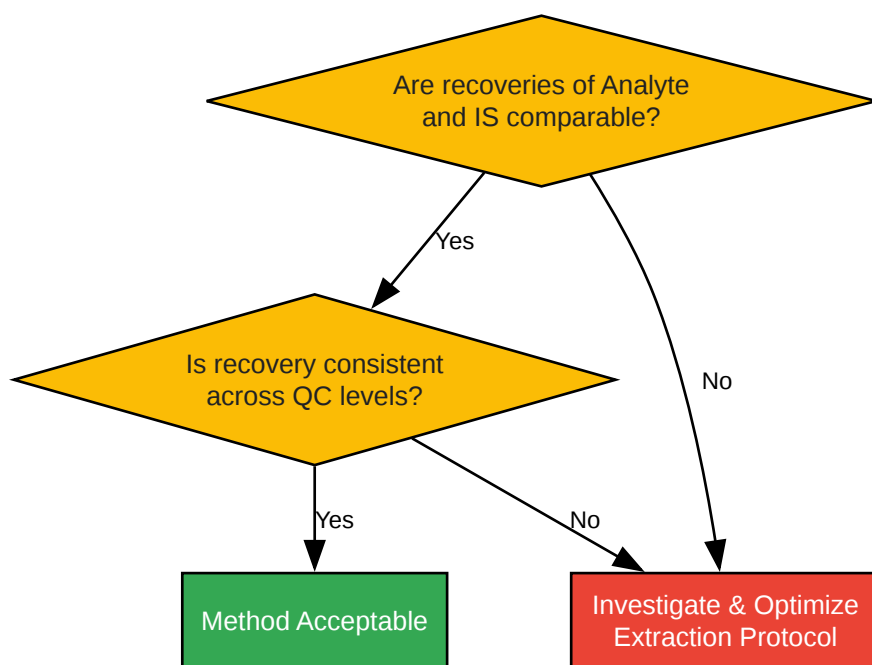 Are recoveries of Analyte
and IS comparable?
Yes
Is recovery consistent
across QC levels?
No
Yes
No
Method Acceptable
Investigate & Optimize
Extraction Protocol